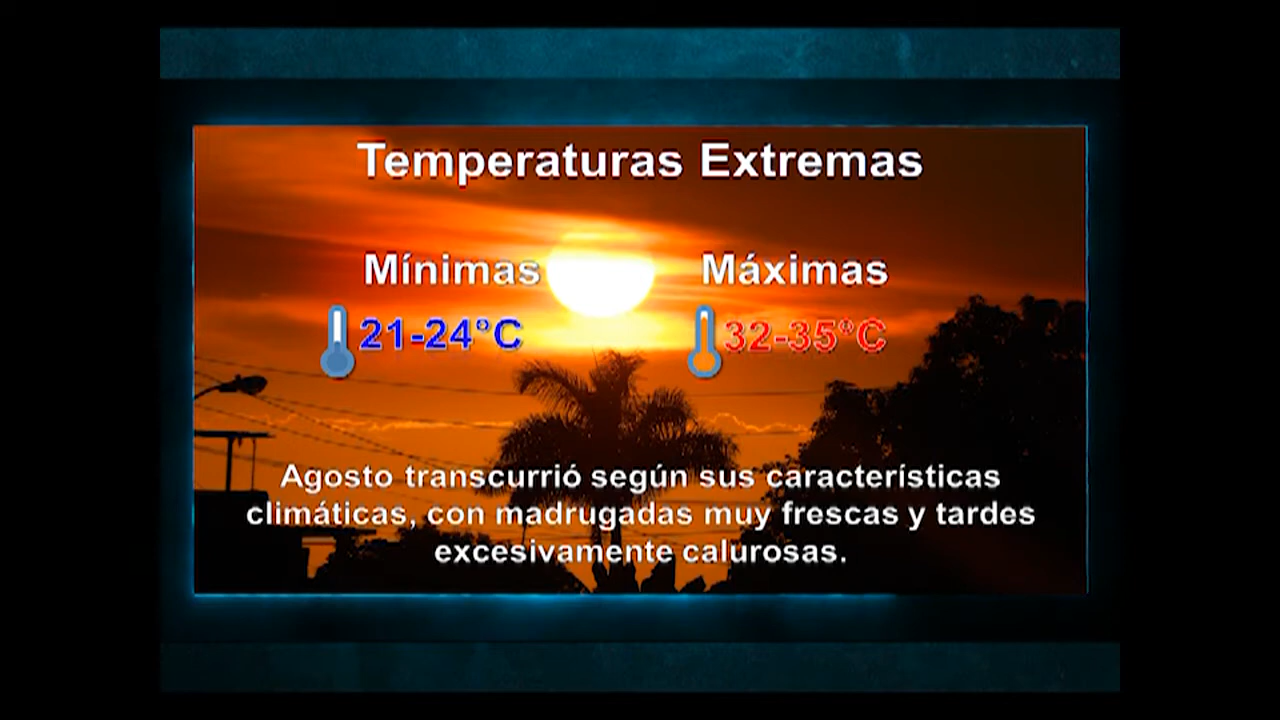 Temperaturas Extremas
Mínimas
Máximas
21-24°C
32-35°C
Agosto transcurrió según sus características
climáticas, con madrugadas muy frescas y tardes
excesivamente calurosas.